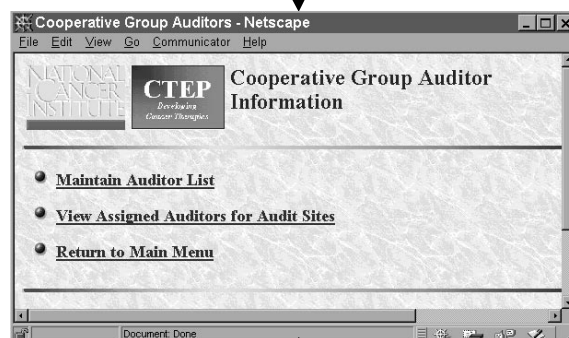 Cooperative Group Auditors - Netscape
File Edit View Go Communicator Help
NATIONAL
CANCER
INSTITUTE
CTEP
Developing
Cancer Therapies
Cooperative Group Auditor
Information
Maintain Auditor List
View Assigned Auditors for Audit Sites
Return to Main Menu
Document: Done